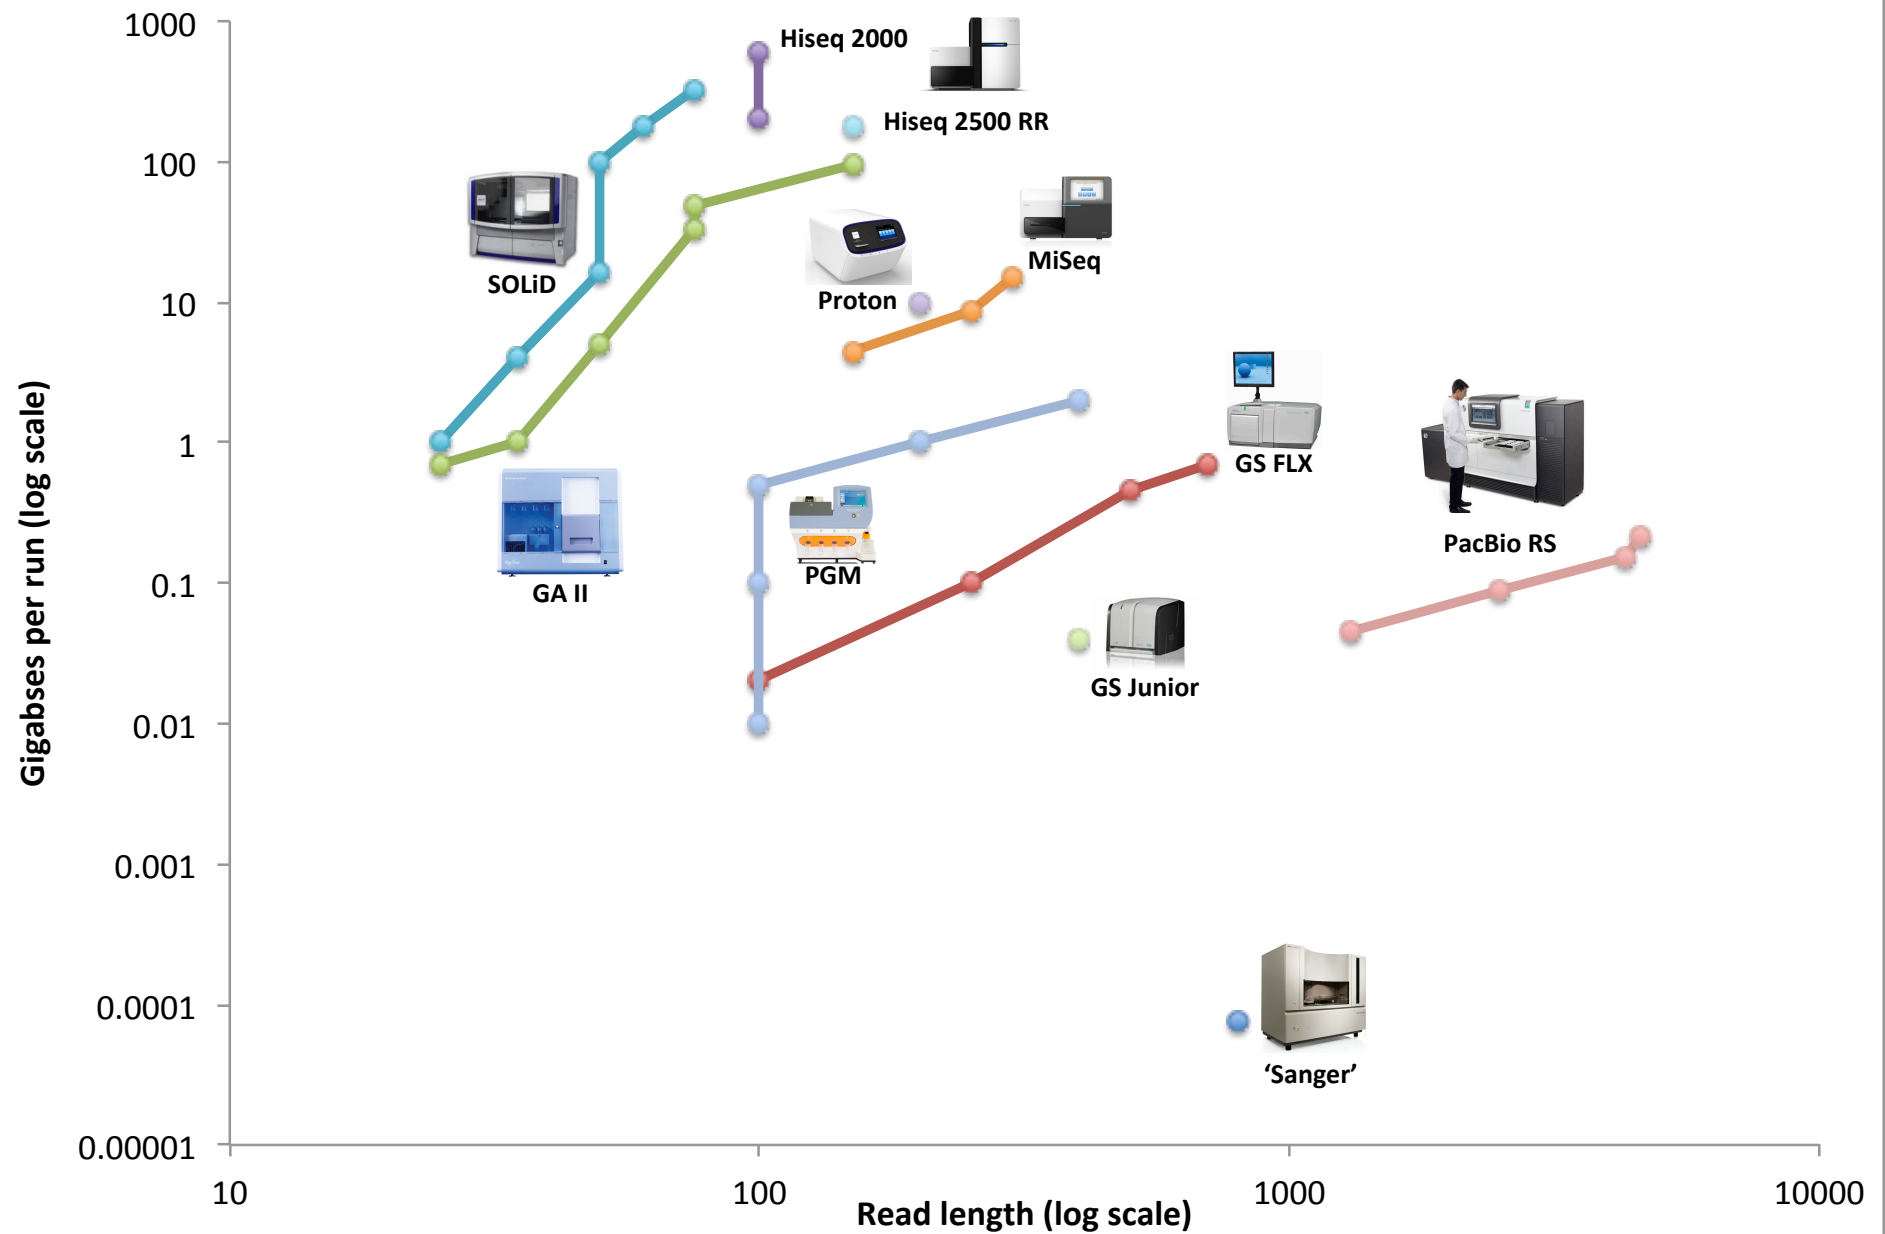 1000
Hiseq 2000
Hiseq 2500 RR
100
SOLiD
MiSeq
10
Proton
Gigabses per run (log scale)
1
GS FLX
PacBio RS
PGM
0.1
GA II
GS Junior
0.01
0.001
0.0001
‘Sanger’
0.00001
10
100
1000
10000
Read length (log scale)